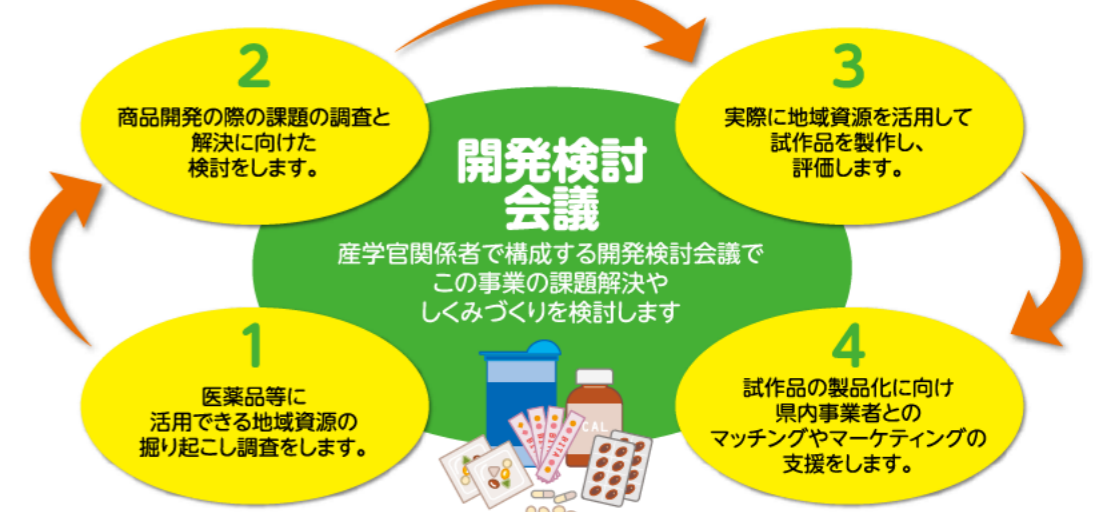 2
商品開発の際の課題の調査と
解決に向けた
検討をします。
3
実際に地域資源を活用して
試作品を製作し、
評価します。
開発検討
会議
産学官関係者で構成する開発検討会議で
この事業の課題解決や
しくみづくりを検討します
1
医薬品等に
活用できる地域資源の
掘り起こし調査をします。
4
試作品の製品化に向け
県内事業者との
マッチングやマーケティングの
支援をします。
CAL